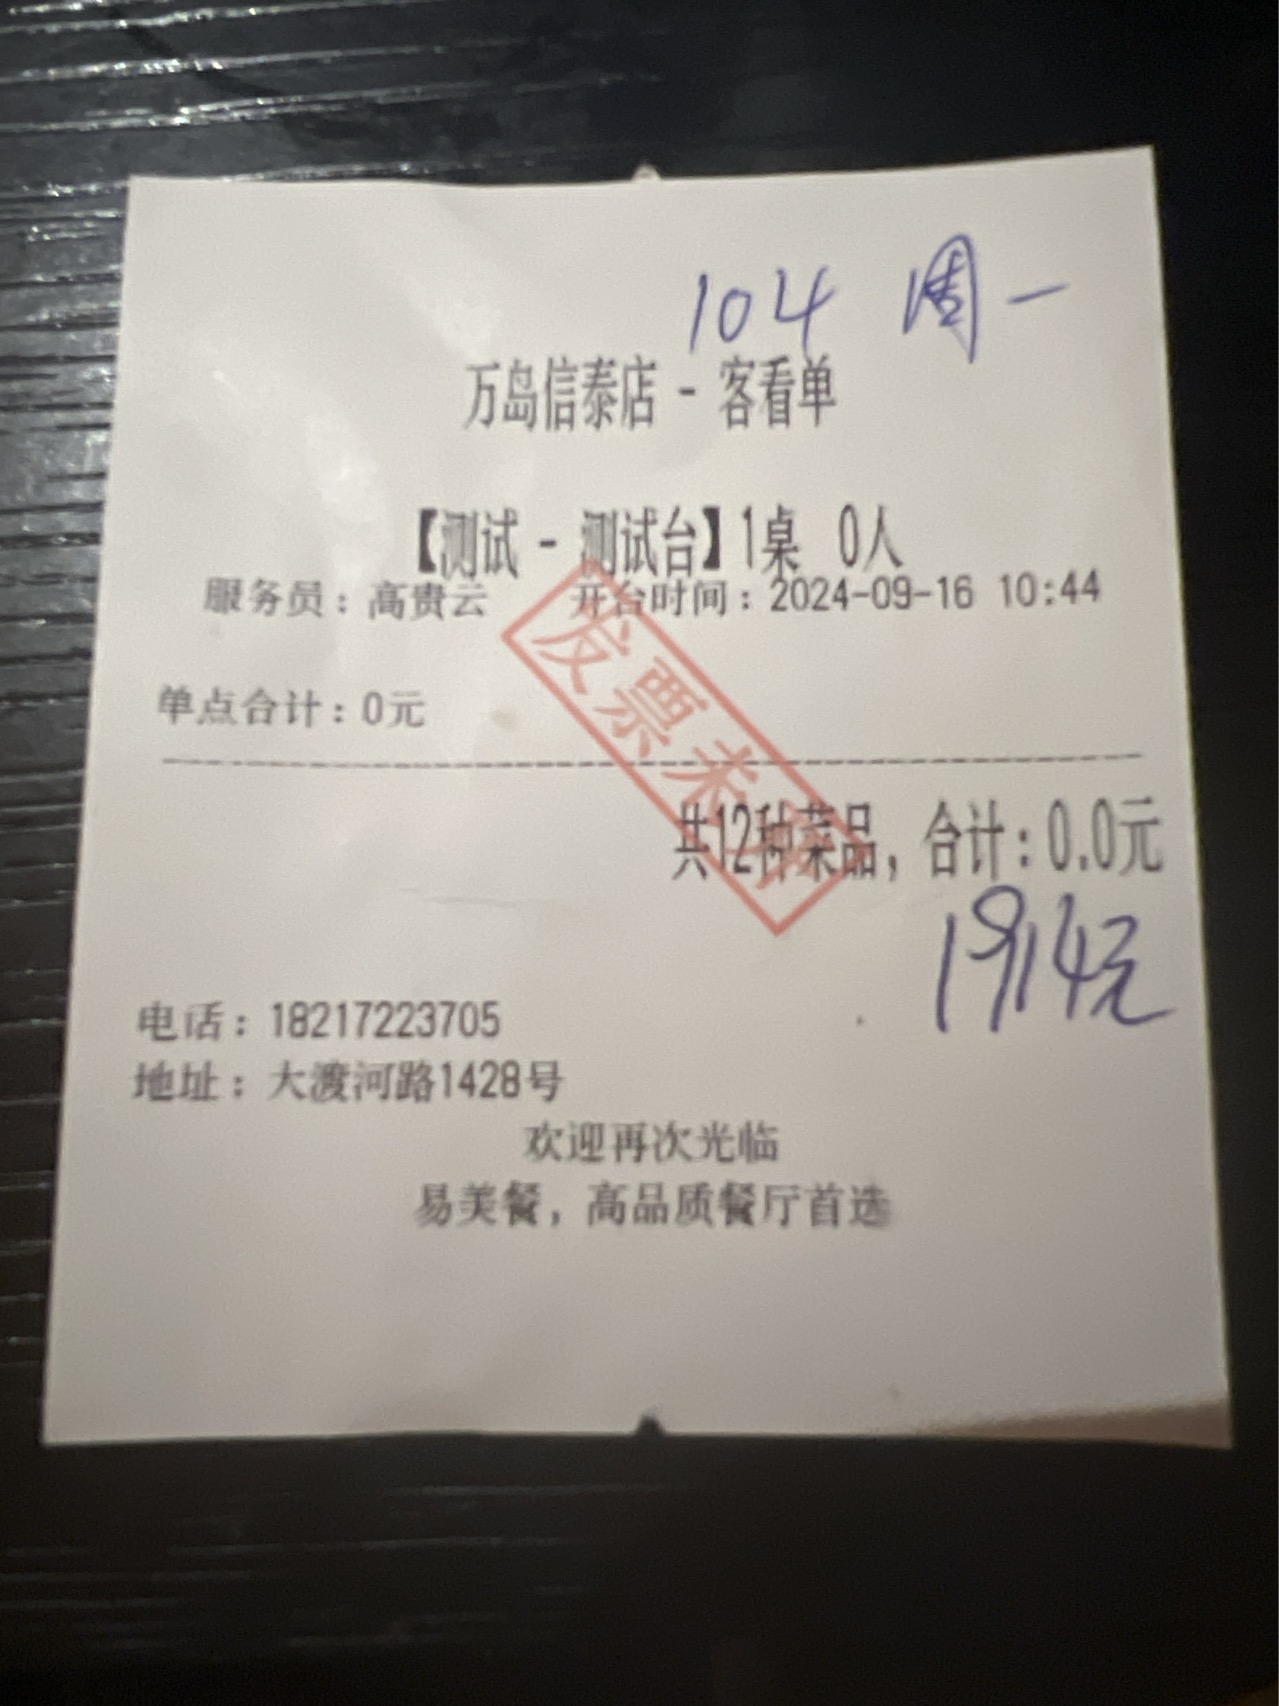 104 周一
万岛信泰店 - 客看单
【测试 - 测试台】1桌 0人
服务员：高贵云 开台时间：2024-09-16 10:44
单点合计：0元
发票未
共12种菜品，合计：0.0元
1914元
电话：18217223705
地址：大渡河路1428号
欢迎再次光临
易美餐，高品质餐厅首选